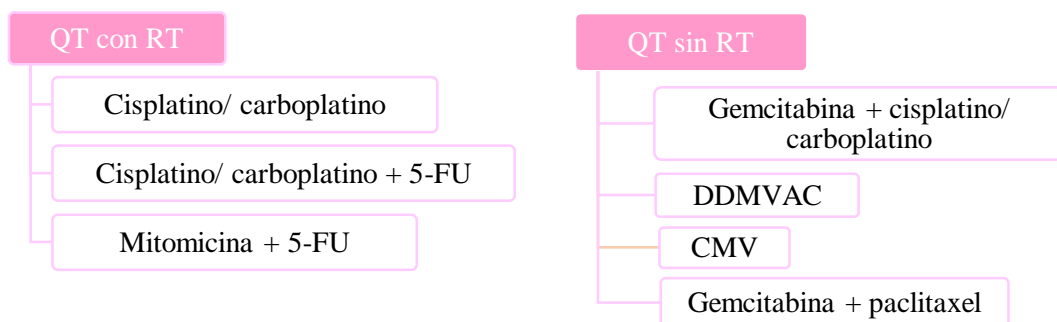 QT con RT
Cisplatino/ carboplatino
Cisplatino/ carboplatino + 5-FU
Mitomicina + 5-FU
QT sin RT
Gemcitabina + cisplatino/
carboplatino
DDMVAC
CMV
Gemcitabina + paclitaxel